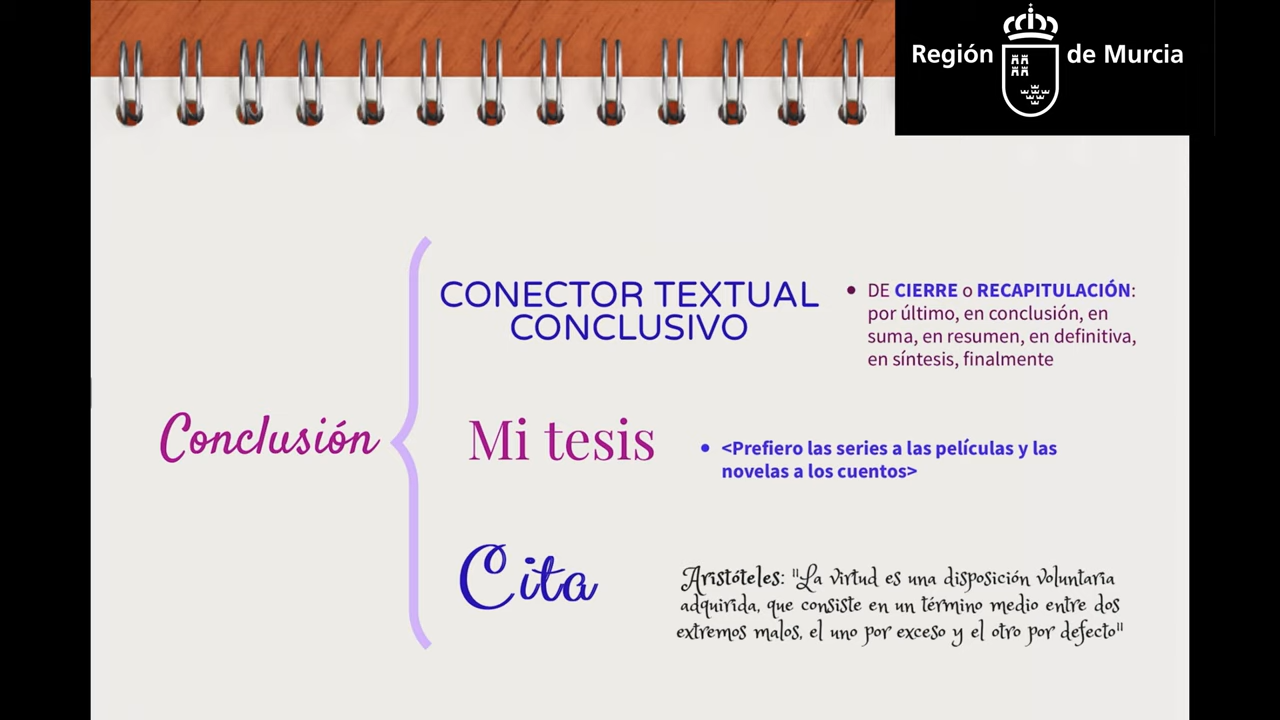 Región de Murcia
CONECTOR TEXTUAL
CONCLUSIVO
• DE CIERRE o RECAPITULACIÓN:
por último, en conclusión, en
suma, en resumen, en definitiva,
en síntesis, finalmente
Conclusión
Mi tesis
• <Prefiero las series a las películas y las
novelas a los cuentos>
Cita
Aristóteles: "La virtud es una disposición voluntaria
adquirida, que consiste en un término medio entre dos
extremos malos, el uno por exceso y el otro por defecto"